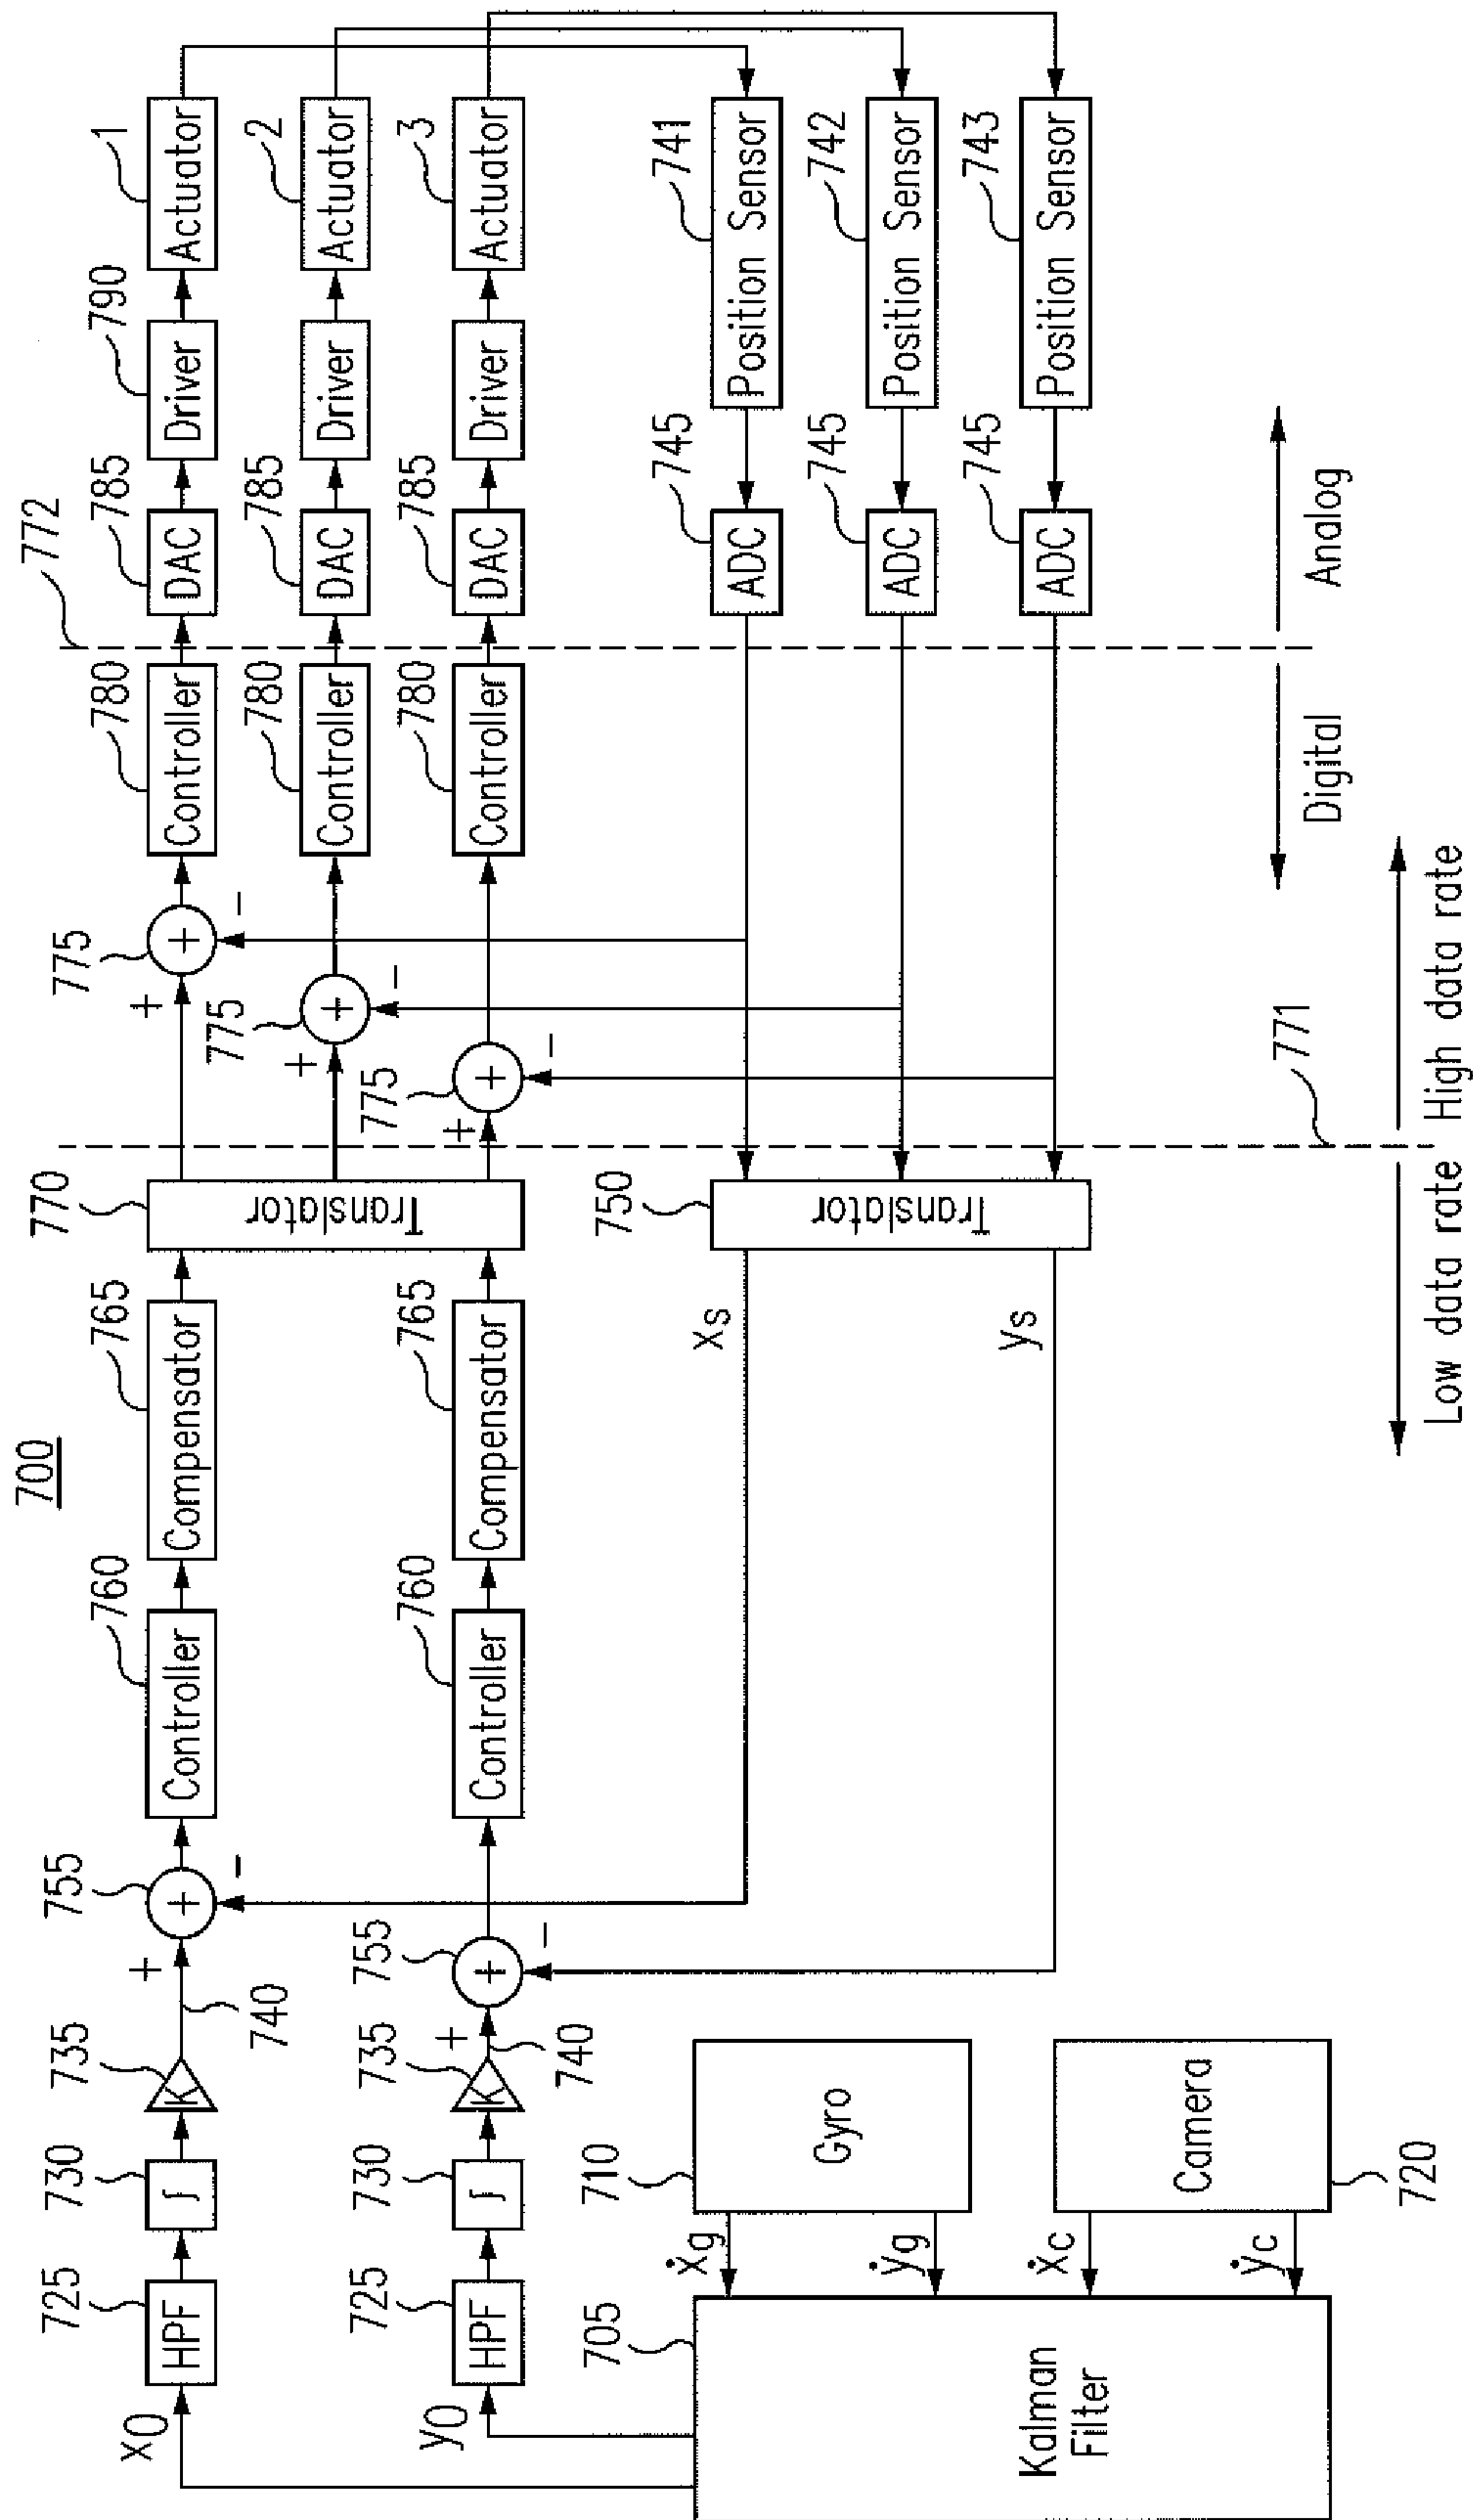 700
772
725
730
735
755
760
765
770
775
780
785
790
1
x0
HPF
∫
K
740
+
+
-
Controller
Compensator
+
+
-
Controller
DAC
Driver
Actuator
775
780
785
2
Translator
+
+
-
Controller
DAC
Driver
Actuator
725
730
735
755
760
765
775
780
785
3
y0
HPF
∫
K
+
740
+
-
Controller
Compensator
+
+
-
Controller
DAC
Driver
Actuator
705
710
750
745
741
ẋg
xs
ADC
Position Sensor
Gyro
Translator
745
742
ẏg
ADC
Position Sensor
745
743
Kalman
Filter
ẋc
ys
ADC
Position Sensor
Camera
ẏc
771
Digital
Analog
720
Low data rate
High data rate